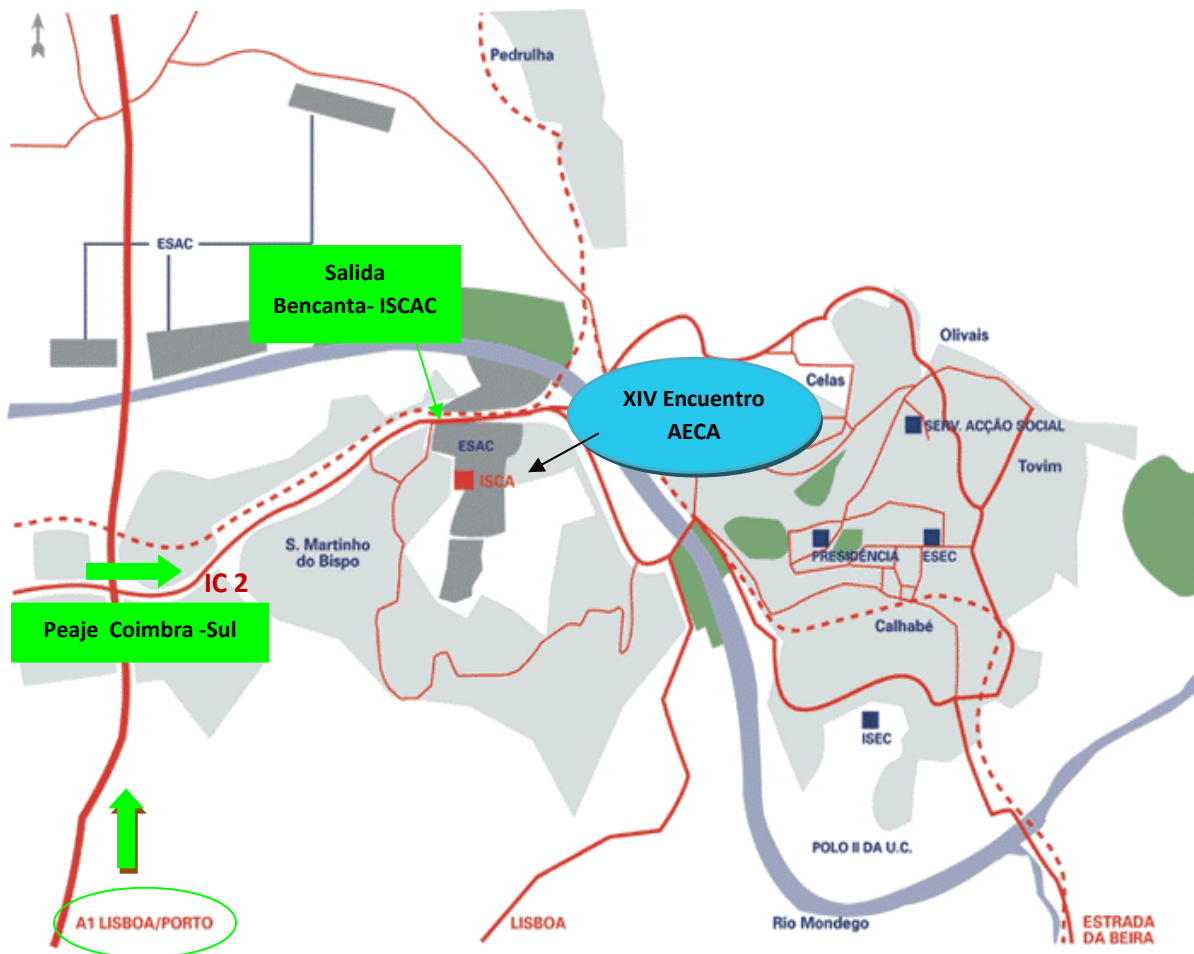 Pedrulha
ESAC
Salida
Bencanta- ISCAC
Olivais
Celas
XIV Encuentro
AECA
SERV. ACÇÃO SOCIAL
Tovim
ESAC
ISCA
S. Martinho
do Bispo
PRESIDÊNCIA
ESEC
IC 2
Peaje Coimbra -Sul
Calhabé
ISEC
POLO II DA U.C.
A1 LISBOA/PORTO
LISBOA
Rio Mondego
ESTRADA
DA BEIRA